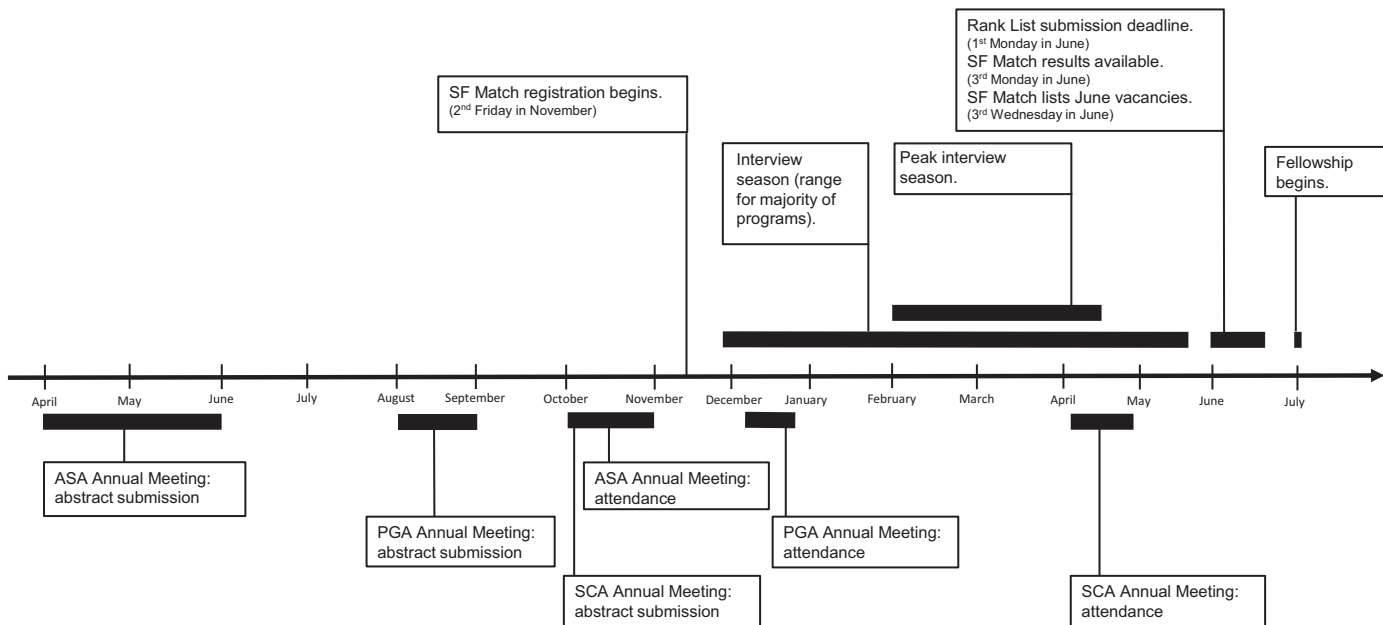 Rank List submission deadline.
(1st Monday in June)
SF Match results available.
(3rd Monday in June)
SF Match lists June vacancies.
(3rd Wednesday in June)
SF Match registration begins.
(2nd Friday in November)
Interview
season (range
for majority of
programs).
Peak interview
season.
Fellowship
begins.
April
May
June
July
August
September
October
November
December
January
February
March
April
May
June
July
ASA Annual Meeting:
abstract submission
PGA Annual Meeting:
abstract submission
SCA Annual Meeting:
abstract submission
ASA Annual Meeting:
attendance
PGA Annual Meeting:
attendance
SCA Annual Meeting:
attendance